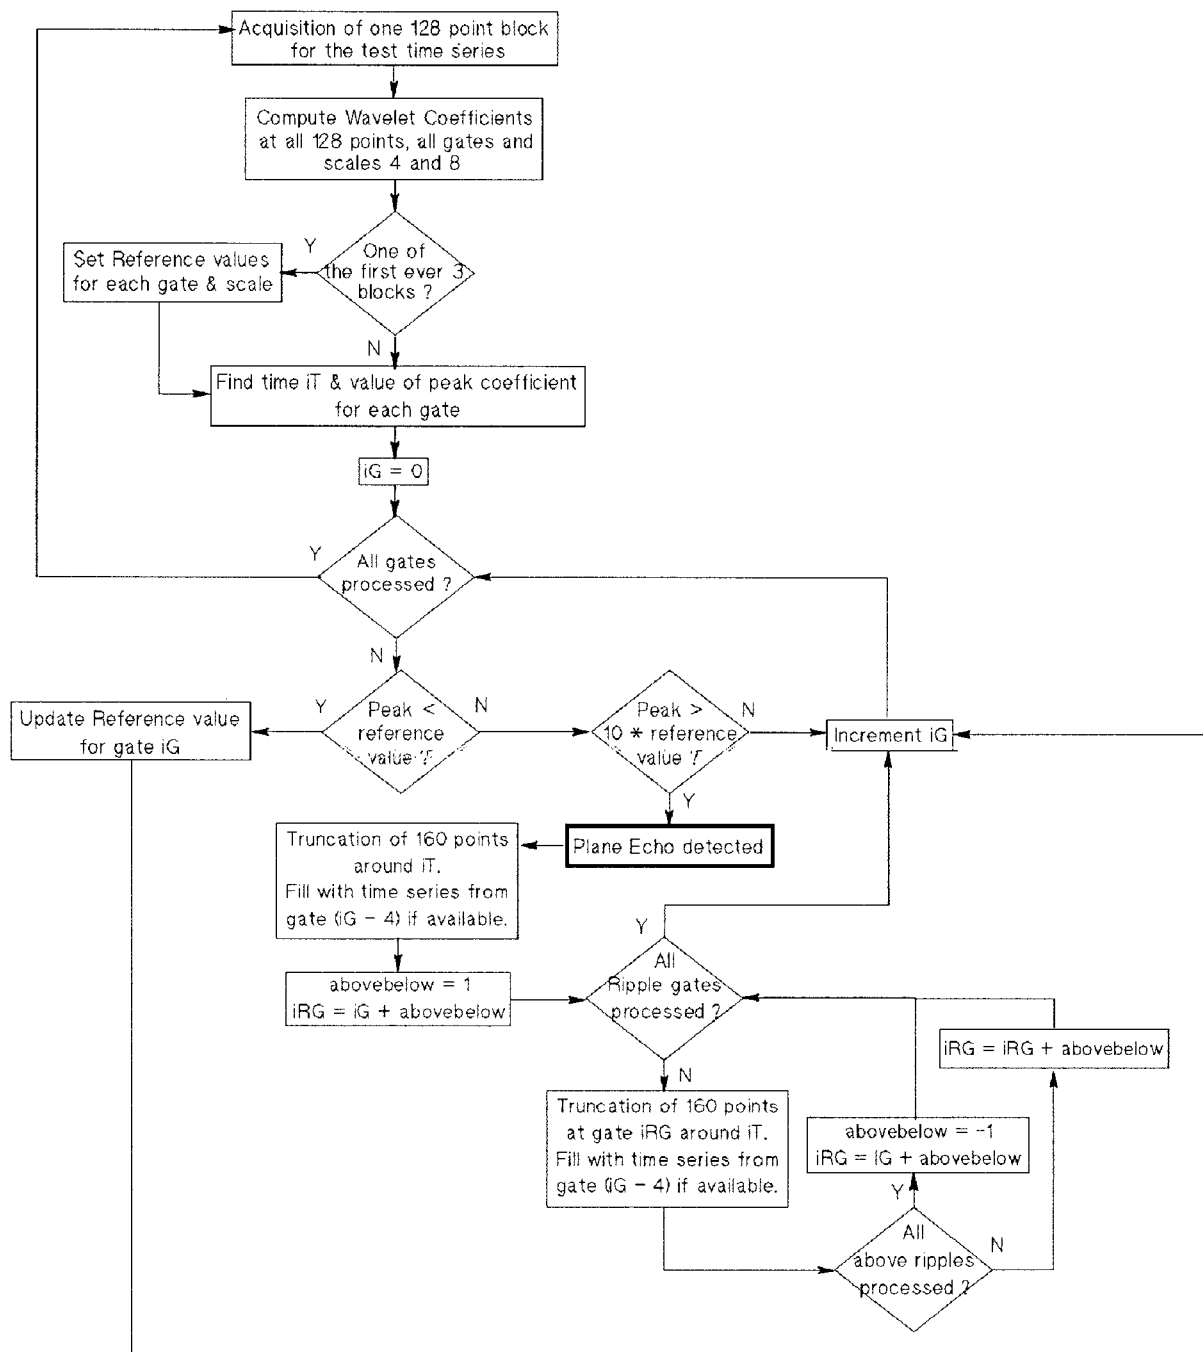 Acquisition of one 128 point block
for the test time series
Compute Wavelet Coefficients
at all 128 points, all gates and
scales 4 and 8
Y
One of
the first ever 3
blocks ?
Set Reference values
for each gate & scale
N
Find time iT & value of peak coefficient
for each gate
iG = 0
Y
All gates
processed ?
N
Update Reference value
for gate iG
Y
Peak <
reference
value ?
N
Peak >
10 * reference
value ?
N
Increment iG
Y
Plane Echo detected
Truncation of 160 points
around iT.
Fill with time series from
gate (iG - 4) if available.
abovebelow = 1
iRG = iG + abovebelow
Y
All
Ripple gates
processed ?
N
iRG = iRG + abovebelow
Truncation of 160 points
at gate iRG around iT.
Fill with time series from
gate (iG - 4) if available.
abovebelow = -1
iRG = iG + abovebelow
Y
All
above ripples
processed ?
N